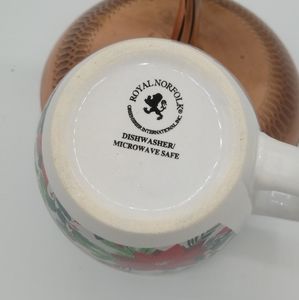 ROYAL NORFOLK®
GREENBRIER INTERNATIONAL, INC.
DISHWASHER/
MICROWAVE SAFE